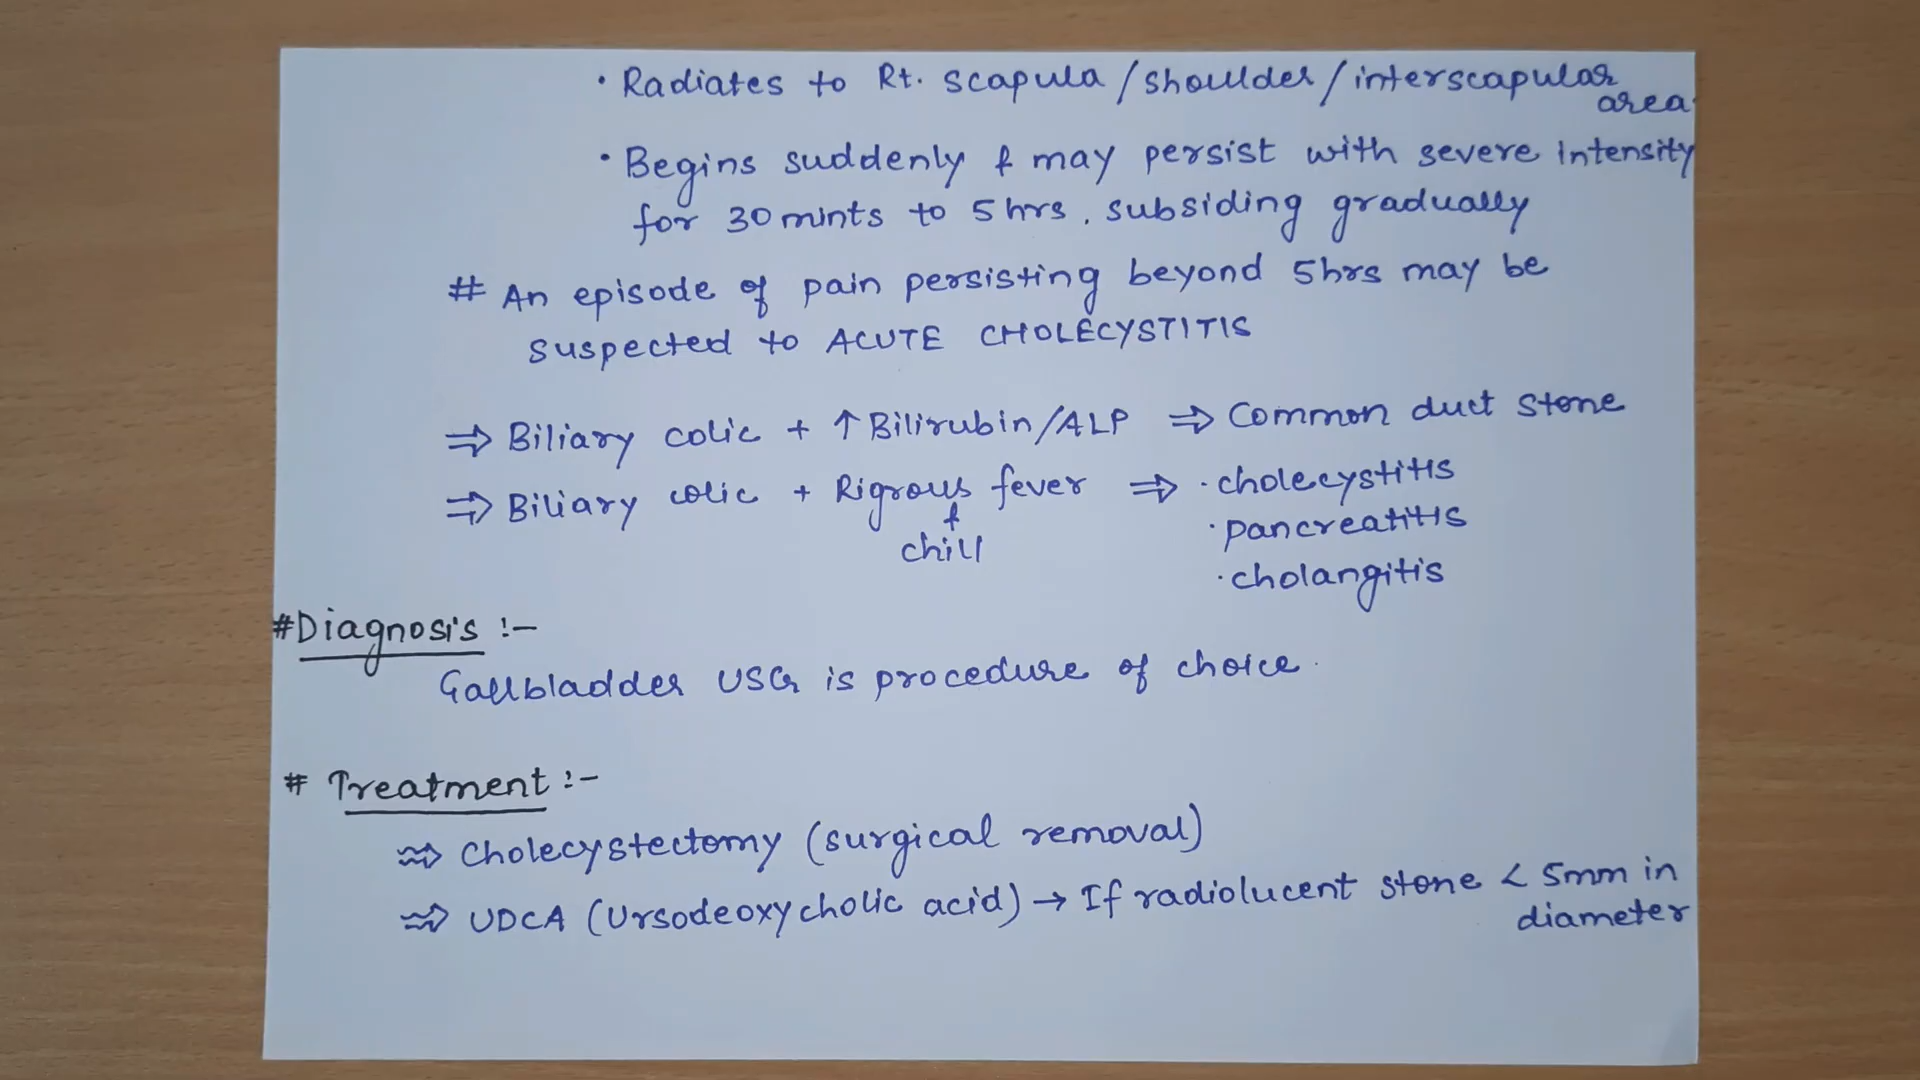 • Radiates to Rt. scapula/shoulder/interscapular
area
• Begins suddenly & may persist with severe intensity
for 30 mints to 5 hrs, subsiding gradually
# An episode of pain persisting beyond 5hrs may be
suspected to ACUTE CHOLECYSTITIS
⇒ Biliary colic + ↑ Bilirubin/ALP ⇒ Common duct stone
⇒ Biliary colic + Rigrous fever ⇒ • cholecystitis
&
chill
• pancreatitis
• cholangitis
# Diagnosis :-
Gallbladder USG is procedure of choice.
# Treatment :-
⇒ Cholecystectomy (surgical removal)
⇒ UDCA (Ursodeoxycholic acid) → If radiolucent stone < 5mm in
diameter